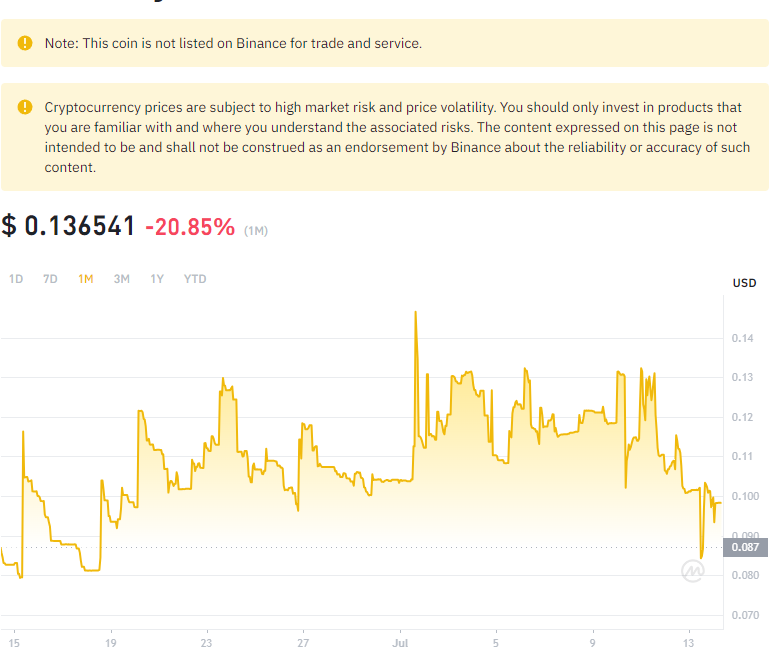 Note: This coin is not listed on Binance for trade and service.
Cryptocurrency prices are subject to high market risk and price volatility. You should only invest in products that
you are familiar with and where you understand the associated risks. The content expressed on this page is not
intended to be and shall not be construed as an endorsement by Binance about the reliability or accuracy of such
content.
$ 0.136541 -20.85% (1M)
1D 7D 1M 3M 1Y YTD
USD
0.14
0.13
0.12
0.11
0.100
0.090
0.087
0.080
0.070
15 19 23 27 Jul 5 9 13